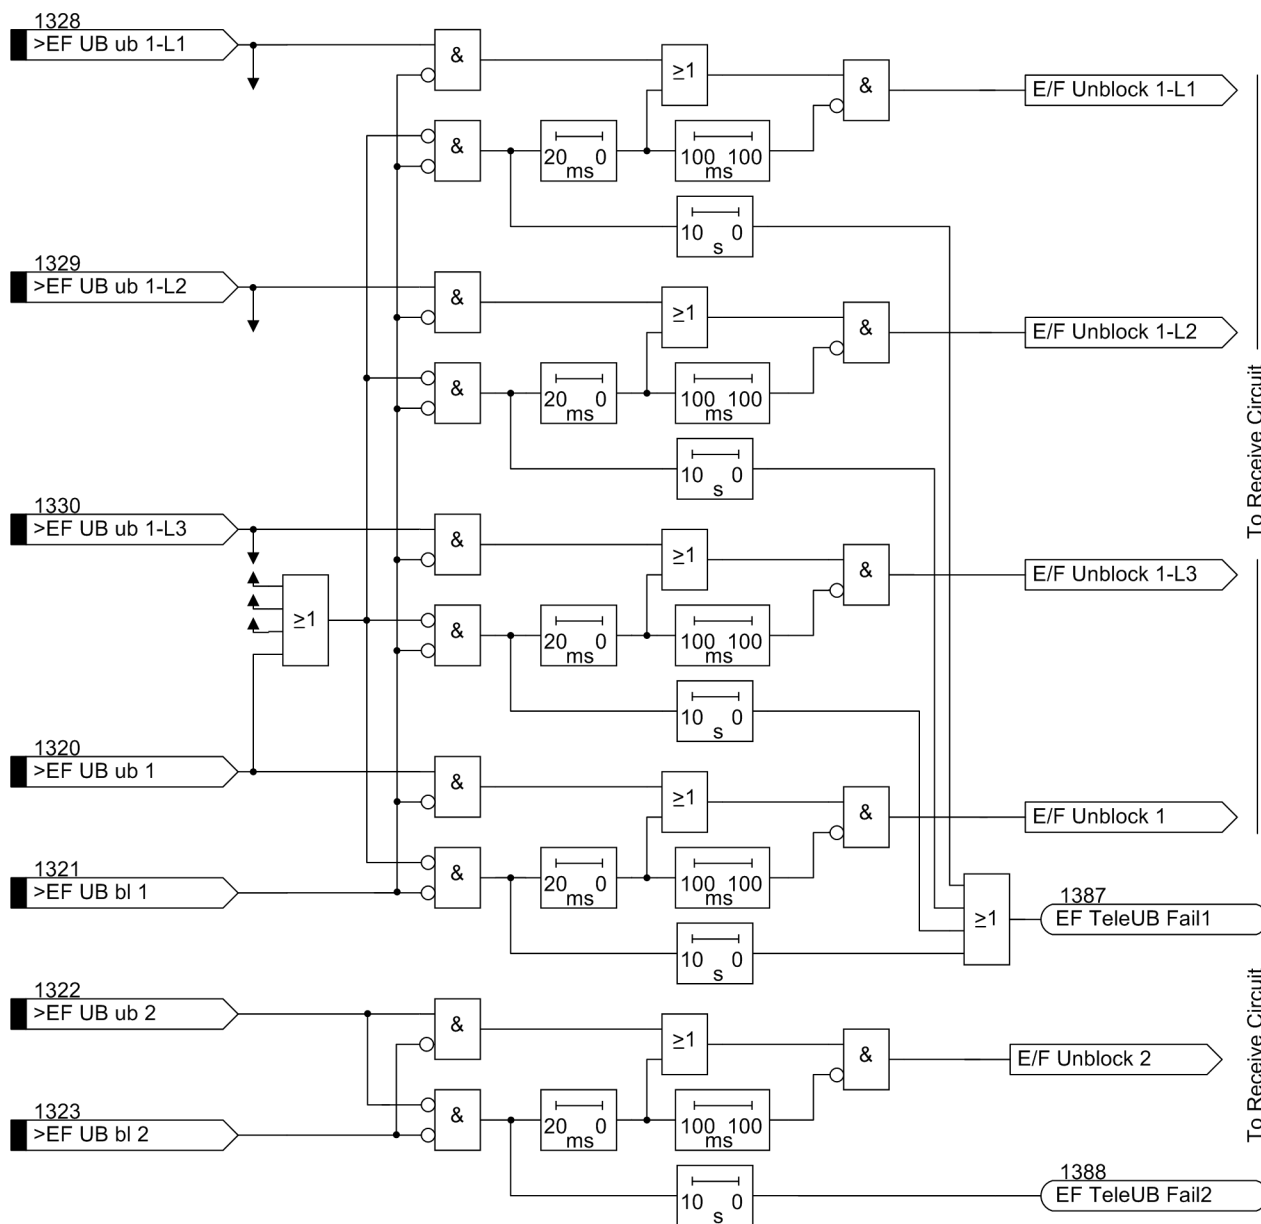 1328
>EF UB ub 1-L1
&
≥1
&
E/F Unblock 1-L1
&
20 0
ms
100 100
ms
10 0
s
1329
>EF UB ub 1-L2
&
≥1
&
E/F Unblock 1-L2
&
20 0
ms
100 100
ms
10 0
s
To Receive Circuit
1330
>EF UB ub 1-L3
&
≥1
&
E/F Unblock 1-L3
≥1
&
20 0
ms
100 100
ms
10 0
s
1320
>EF UB ub 1
&
≥1
&
E/F Unblock 1
1321
>EF UB bl 1
&
20 0
ms
100 100
ms
10 0
s
≥1
1387
EF TeleUB Fail1
1322
>EF UB ub 2
&
≥1
&
E/F Unblock 2
To Receive Circuit
1323
>EF UB bl 2
&
20 0
ms
100 100
ms
10 0
s
1388
EF TeleUB Fail2